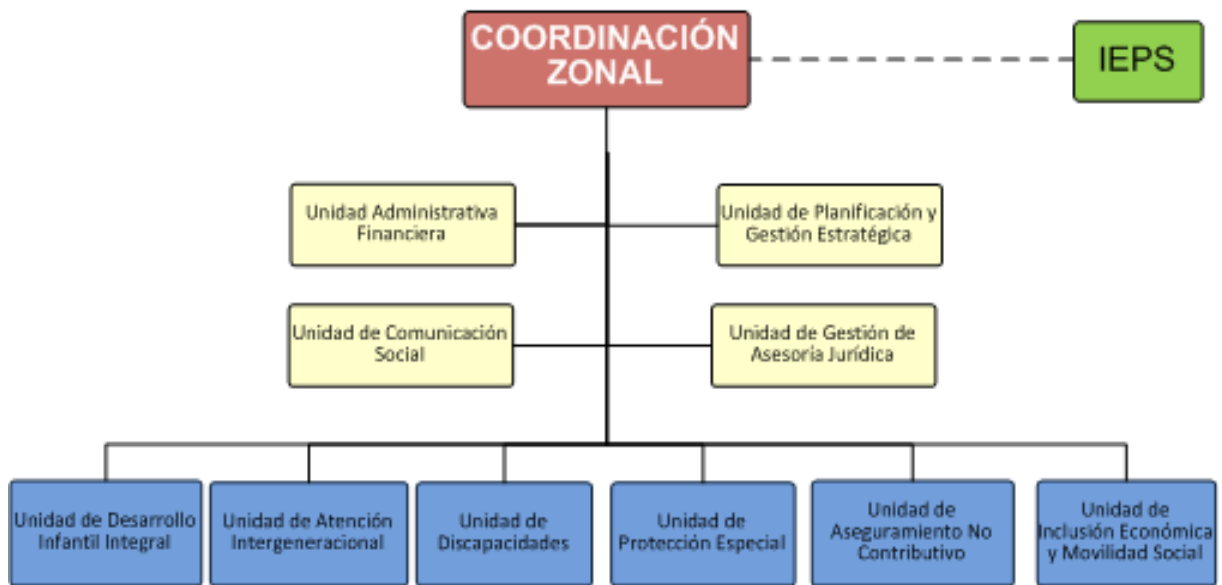 COORDINACIÓN
ZONAL
IEPS
Unidad Administrativa
Financiera
Unidad de Planificación y
Gestión Estratégica
Unidad de Comunicación
Social
Unidad de Gestión de
Asesoría Jurídica
Unidad de Desarrollo
Infantil Integral
Unidad de Atención
Intergeneracional
Unidad de
Discapacidades
Unidad de
Protección Especial
Unidad de
Aseguramiento No
Contributivo
Unidad de
Inclusión Económica
y Movilidad Social